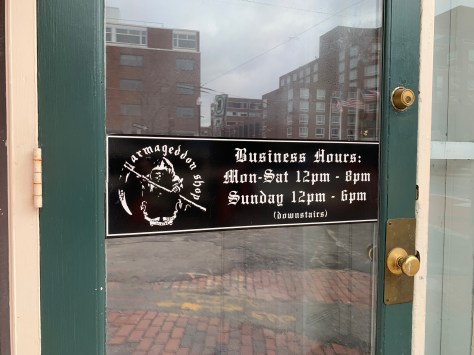 armageddon shop
Business Hours:
Mon-Sat 12pm - 8pm
Sunday 12pm - 6pm
(downstairs)